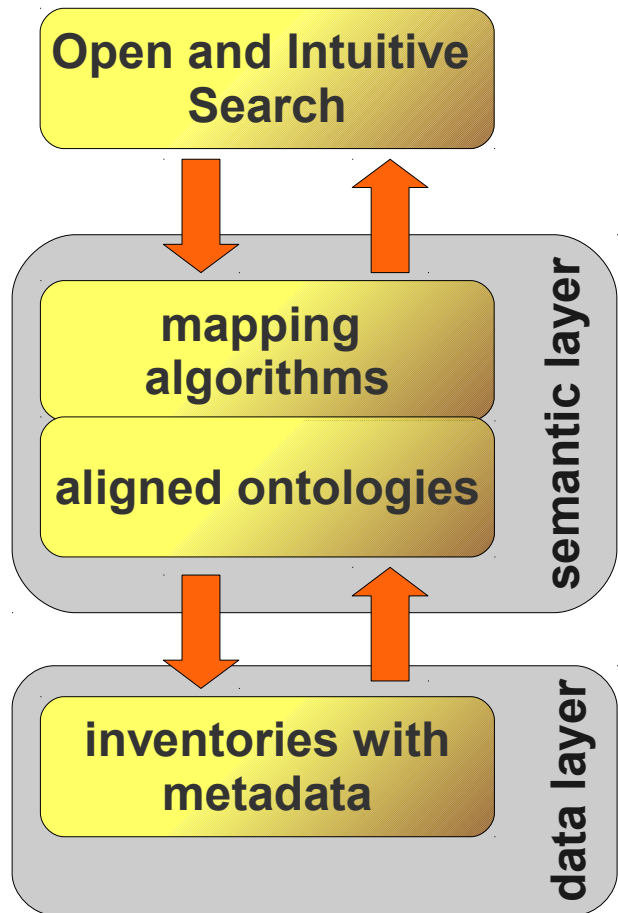 Open and Intuitive
Search
mapping
algorithms
aligned ontologies
semantic layer
inventories with
metadata
data layer